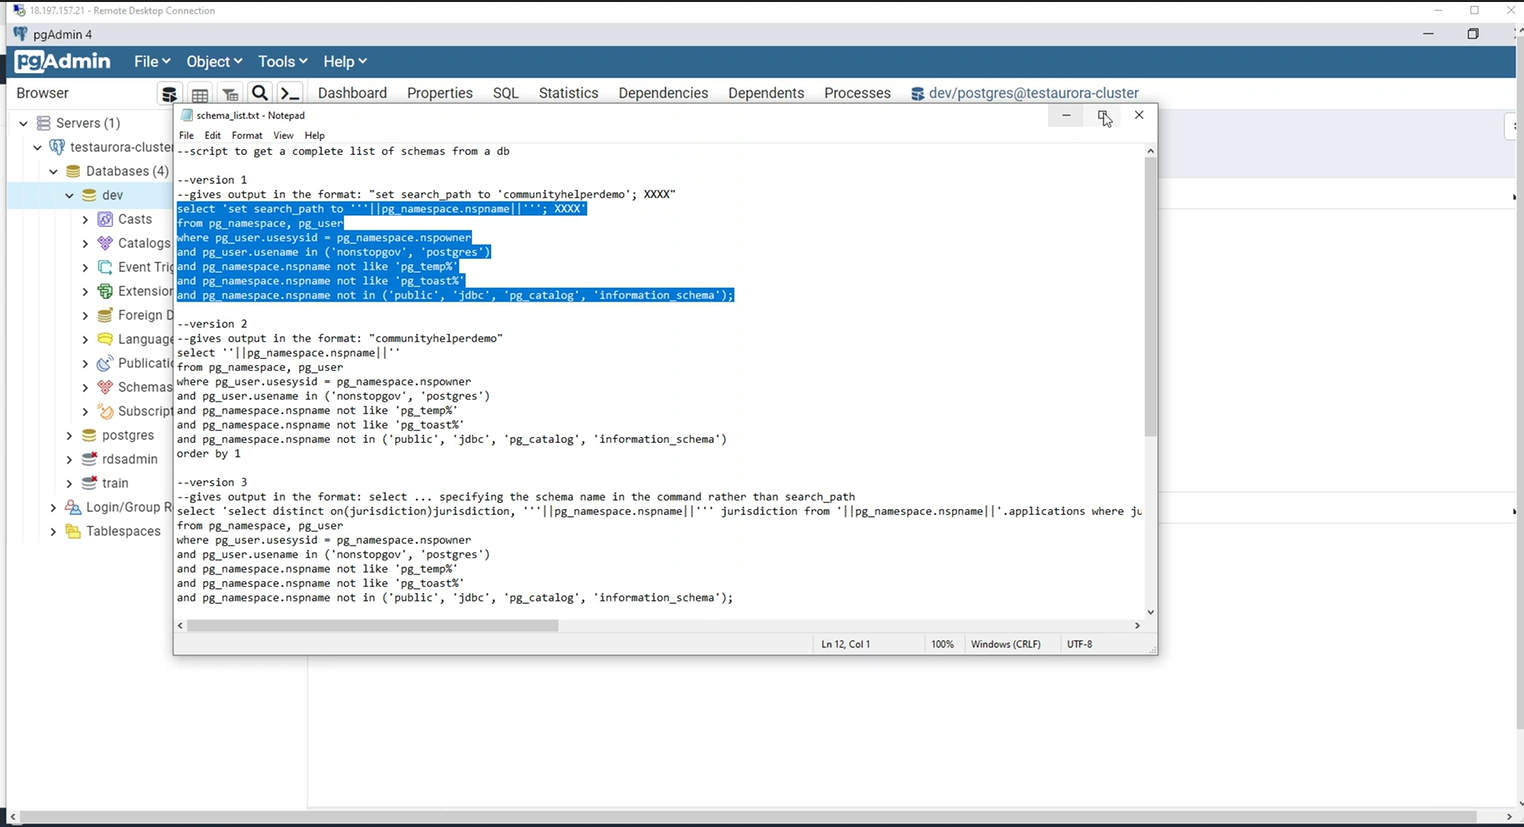 18.197.157.21 - Remote Desktop Connection
pgAdmin 4
pgAdmin File Object Tools Help
Browser Dashboard Properties SQL Statistics Dependencies Dependents Processes dev/postgres@testaurora-cluster
Servers (1)
testaurora-cluster
Databases (4)
dev
Casts
Catalogs
Event Trig
Extension
Foreign D
Language
Publicati
Schemas
Subscript
postgres
rdsadmin
train
Login/Group R
Tablespaces
schema_list.txt - Notepad
File Edit Format View Help
--script to get a complete list of schemas from a db
--version 1
--gives output in the format: "set search_path to 'communityhelperdemo'; XXXX"
select 'set search_path to '''||pg_namespace.nspname||'''; XXXX'
from pg_namespace, pg_user
where pg_user.usesysid = pg_namespace.nspowner
and pg_user.usename in ('nonstopgov', 'postgres')
and pg_namespace.nspname not like 'pg_temp%'
and pg_namespace.nspname not like 'pg_toast%'
and pg_namespace.nspname not in ('public', 'jdbc', 'pg_catalog', 'information_schema');
--version 2
--gives output in the format: "communityhelperdemo"
select ''||pg_namespace.nspname||''
from pg_namespace, pg_user
where pg_user.usesysid = pg_namespace.nspowner
and pg_user.usename in ('nonstopgov', 'postgres')
and pg_namespace.nspname not like 'pg_temp%'
and pg_namespace.nspname not like 'pg_toast%'
and pg_namespace.nspname not in ('public', 'jdbc', 'pg_catalog', 'information_schema')
order by 1
--version 3
--gives output in the format: select ... specifying the schema name in the command rather than search_path
select 'select distinct on(jurisdiction)jurisdiction, '''||pg_namespace.nspname||''' jurisdiction from '||pg_namespace.nspname||'.applications where ju
from pg_namespace, pg_user
where pg_user.usesysid = pg_namespace.nspowner
and pg_user.usename in ('nonstopgov', 'postgres')
and pg_namespace.nspname not like 'pg_temp%'
and pg_namespace.nspname not like 'pg_toast%'
and pg_namespace.nspname not in ('public', 'jdbc', 'pg_catalog', 'information_schema');
Ln 12, Col 1 100% Windows (CRLF) UTF-8